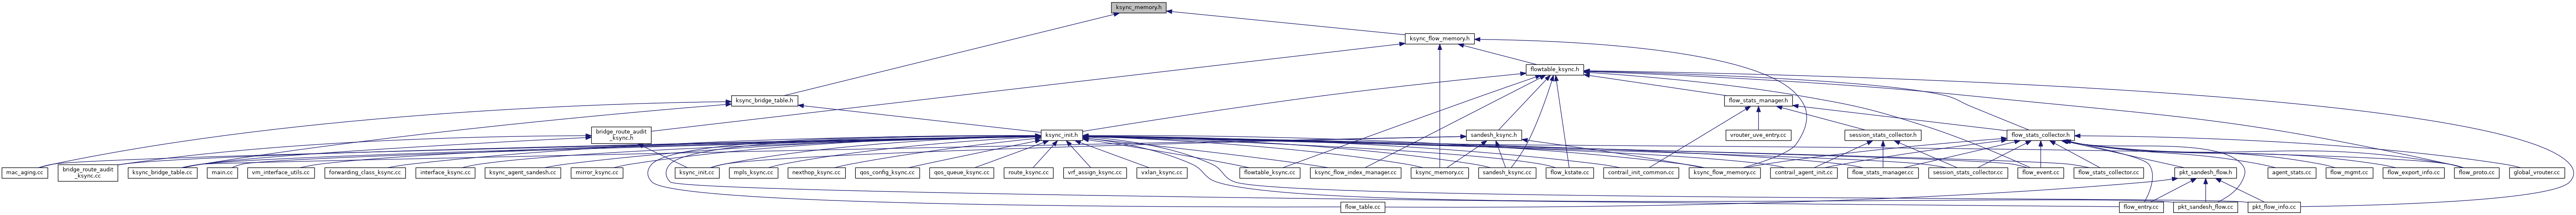 ksync_memory.h
ksync_flow_memory.h
flowtable_ksync.h
ksync_bridge_table.h
flow_stats_manager.h
bridge_route_audit
_ksync.h
ksync_init.h
sandesh_ksync.h
vrouter_uve_entry.cc
session_stats_collector.h
flow_stats_collector.h
mac_aging.cc
bridge_route_audit
_ksync.cc
ksync_bridge_table.cc
main.cc
vm_interface_utils.cc
forwarding_class_ksync.cc
interface_ksync.cc
ksync_agent_sandesh.cc
mirror_ksync.cc
ksync_init.cc
mpls_ksync.cc
nexthop_ksync.cc
qos_config_ksync.cc
qos_queue_ksync.cc
route_ksync.cc
vrf_assign_ksync.cc
vxlan_ksync.cc
flowtable_ksync.cc
ksync_flow_index_manager.cc
ksync_memory.cc
sandesh_ksync.cc
flow_kstate.cc
contrail_init_common.cc
ksync_flow_memory.cc
contrail_agent_init.cc
flow_stats_manager.cc
session_stats_collector.cc
flow_event.cc
flow_stats_collector.cc
pkt_sandesh_flow.h
agent_stats.cc
flow_mgmt.cc
flow_export_info.cc
flow_proto.cc
global_vrouter.cc
flow_table.cc
flow_entry.cc
pkt_sandesh_flow.cc
pkt_flow_info.cc